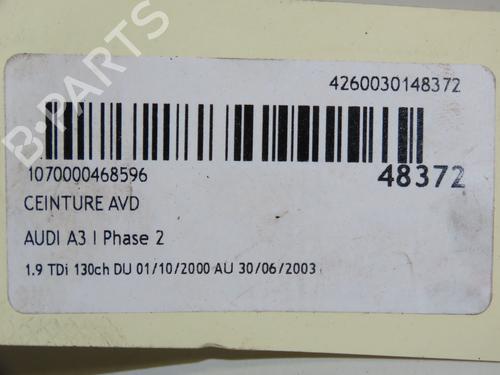 4260030148372
1070000468596
48372
CEINTURE AVD
AUDI A3 I Phase 2
1.9 TDi 130ch DU 01/10/2000 AU 30/06/2003
B-PARTS